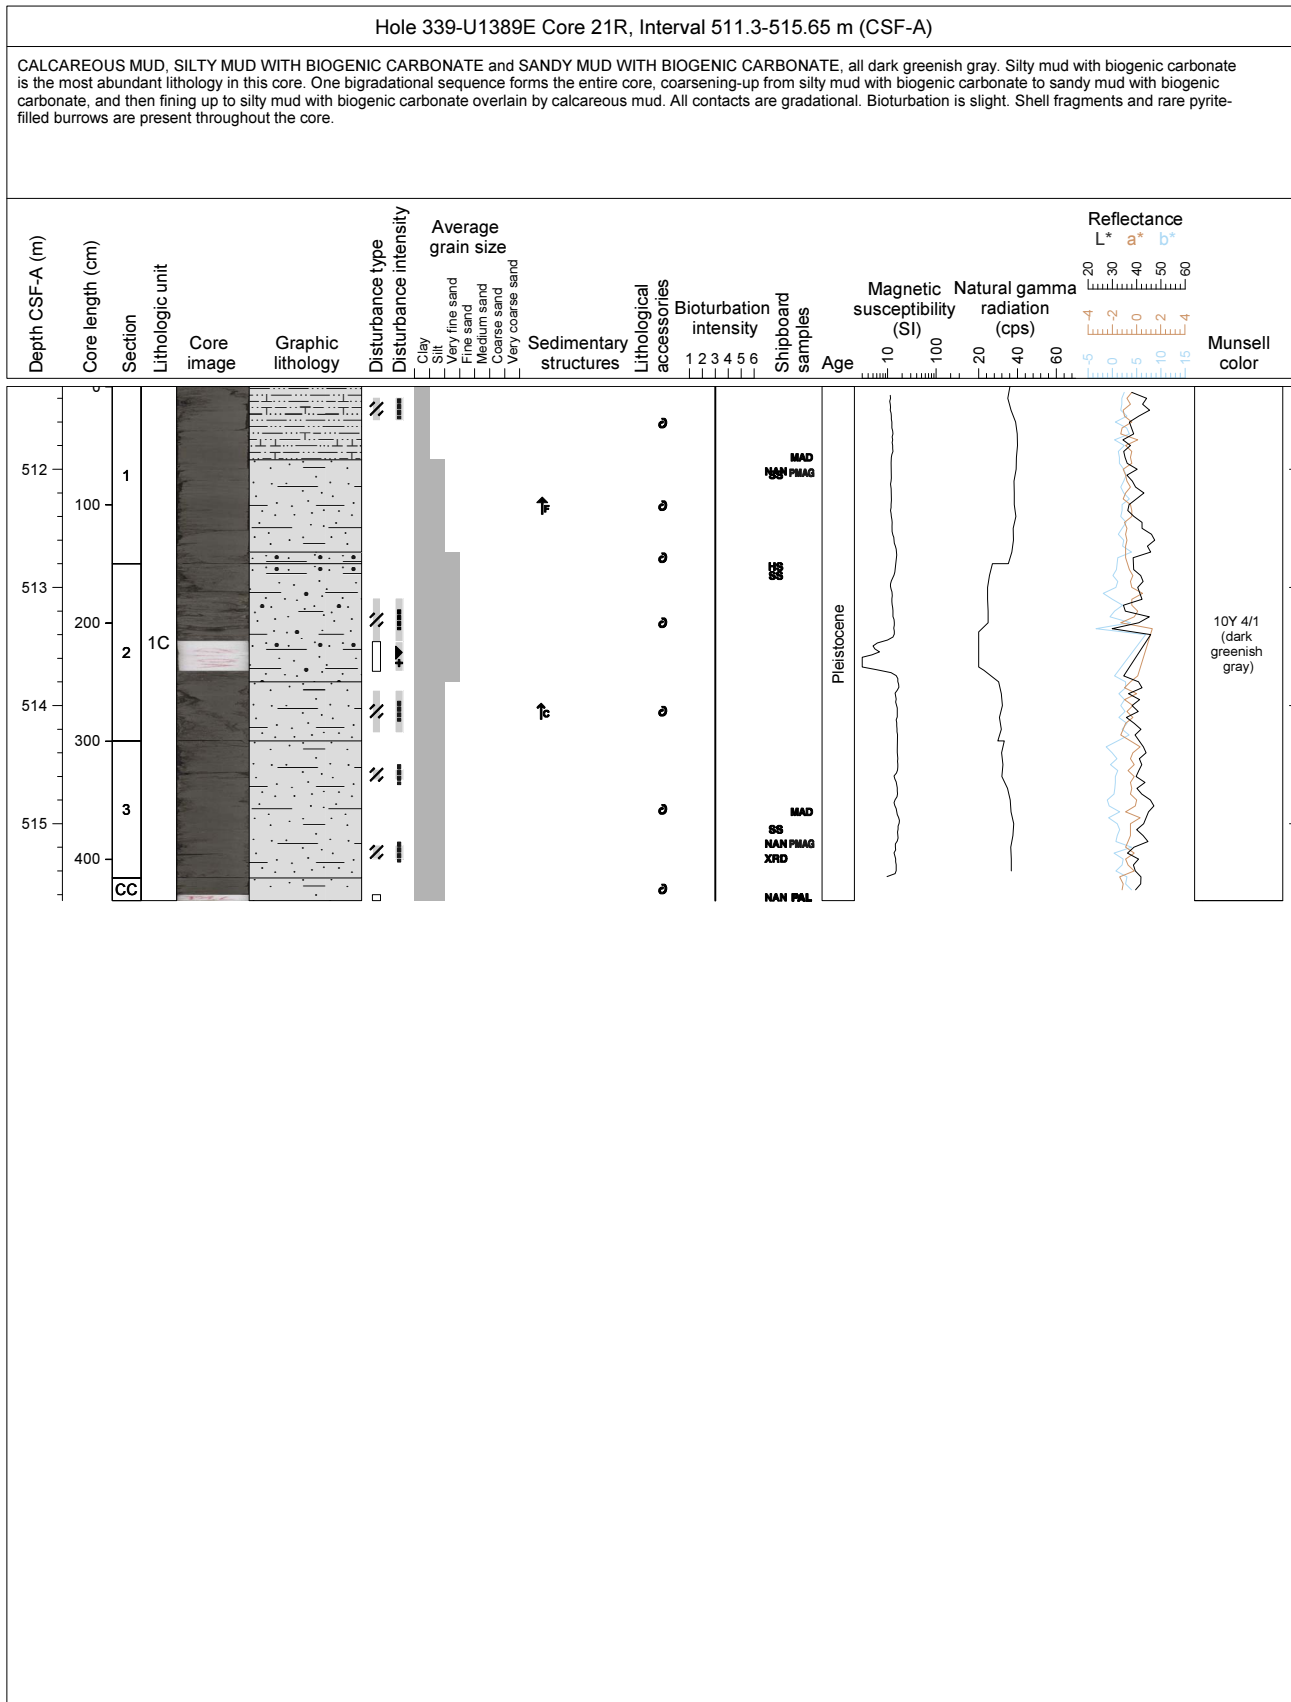 Hole 339-U1389E Core 21R, Interval 511.3-515.65 m (CSF-A)
CALCAREOUS MUD, SILTY MUD WITH BIOGENIC CARBONATE and SANDY MUD WITH BIOGENIC CARBONATE, all dark greenish gray. Silty mud with biogenic carbonate
is the most abundant lithology in this core. One bigradational sequence forms the entire core, coarsening-up from silty mud with biogenic carbonate to sandy mud with biogenic
carbonate, and then fining up to silty mud with biogenic carbonate overlain by calcareous mud. All contacts are gradational. Bioturbation is slight. Shell fragments and rare pyrite-
filled burrows are present throughout the core.
Depth CSF-A (m)
Core length (cm)
Section
Lithologic unit
Core
image
Graphic
lithology
Disturbance type
Disturbance intensity
Average
grain size
Clay
Silt
Very fine sand
Fine sand
Medium sand
Coarse sand
Very coarse sand
Sedimentary
structures
Lithological
accessories
Bioturbation
intensity
1 2 3 4 5 6
Shipboard
samples
Age
Magnetic
susceptibility
(SI)
10 100
Natural gamma
radiation
(cps)
20 40 60
Reflectance
L* a* b*
20 30 40 50 60
-4 -2 0 2 4
-5 0 5 10 15
Munsell
color
0
512
1
MAD
NAN PMAG
SS
100
F
513
HS
SS
200
1C
2
Pleistocene
10Y 4/1
(dark
greenish
gray)
514
C
300
3
MAD
515
SS
NAN PMAG
XRD
400
CC
NAN PAL